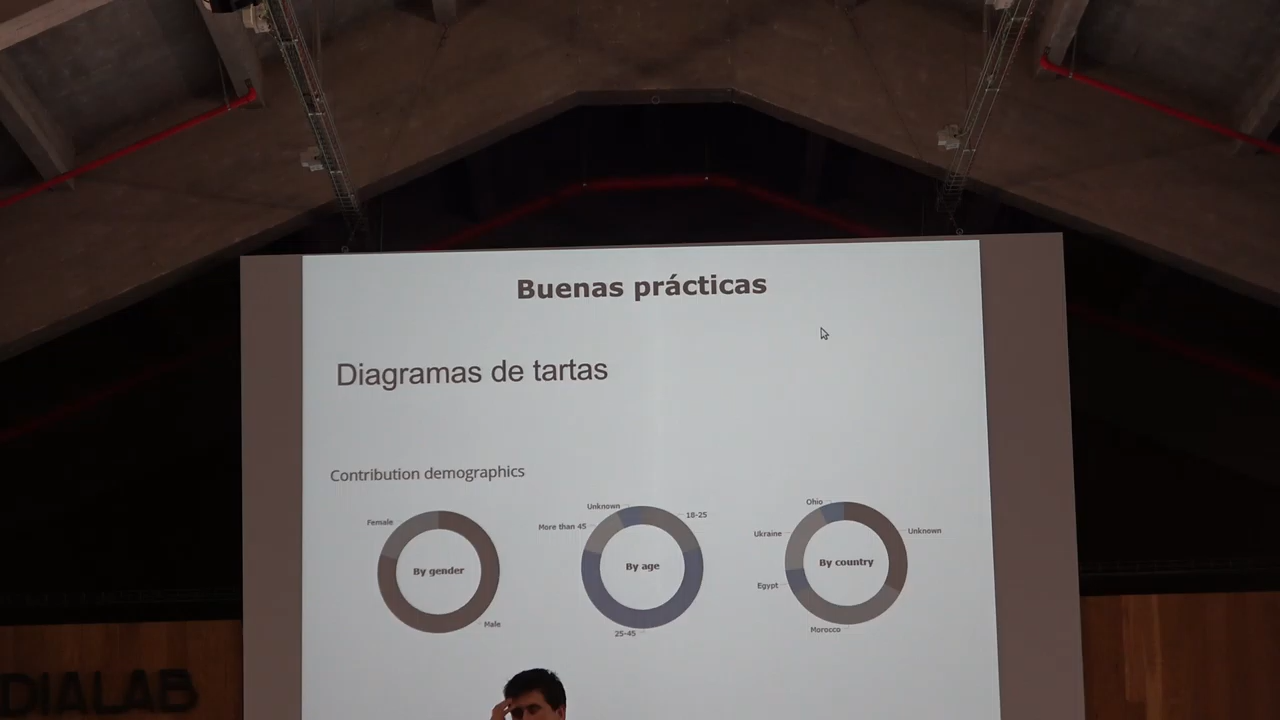 Buenas prácticas
Diagramas de tartas
Contribution demographics
Female
By gender
Male
Unknown
18-25
More than 45
By age
25-45
Ohio
Unknown
Ukraine
By country
Egypt
Morocco
DIALAB